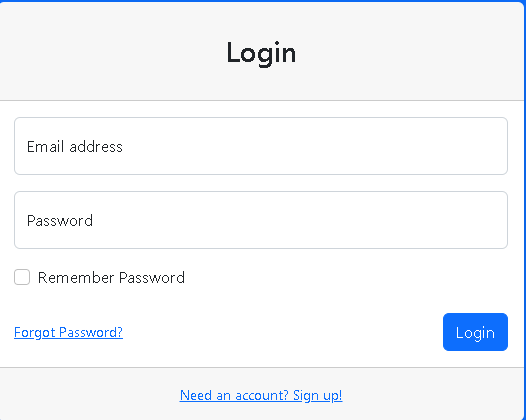 Login
Email address
Password
Remember Password
Forgot Password? Login
Need an account? Sign up!